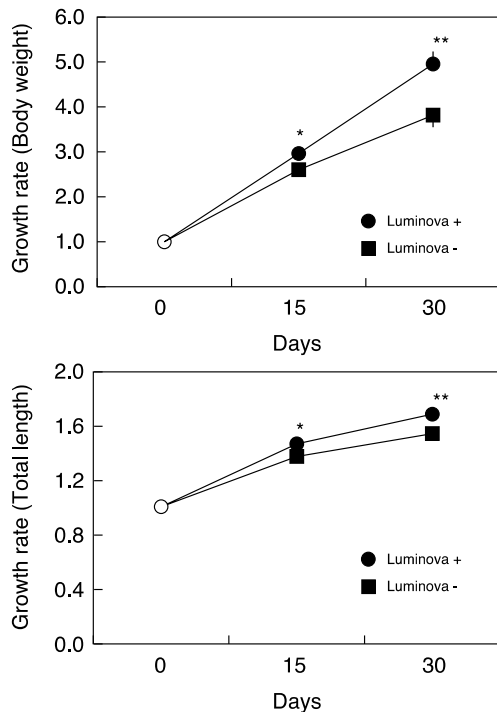 Growth rate (Body weight)
6.0
5.0
4.0
3.0
2.0
1.0
0.0
*
**
Luminova +
Luminova -
0 15 30
Days
Growth rate (Total length)
2.0
1.6
1.2
0.8
0.4
0.0
*
**
Luminova +
Luminova -
0 15 30
Days